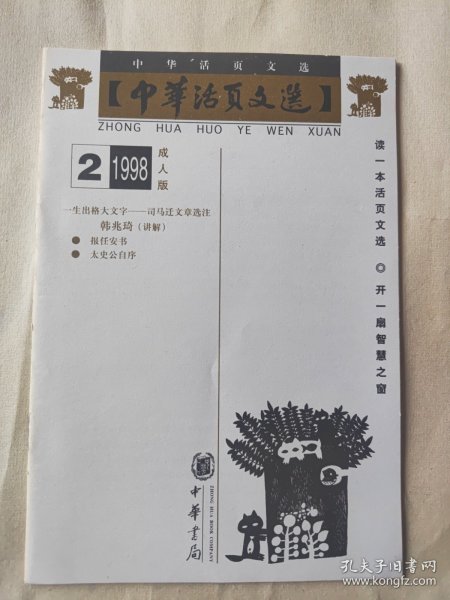 中华活页文选
【中華活頁文選】
ZHONG HUA HUO YE WEN XUAN
2 1998 成人版
一生出格大文字——司马迁文章选注
韩兆琦（讲解）
● 报任安书
● 太史公自序
读一本活页文选 ◎ 开一扇智慧之窗
中華書局
ZHONG HUA BOOK COMPANY
孔夫子旧书网
www.kongfz.com